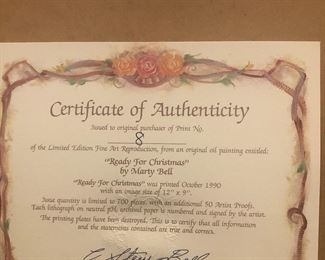 Certificate of Authenticity
Issued to original purchaser of Print No.
8
of the Limited Edition Fine Art Reproduction, from an original oil painting entitled:
"Ready For Christmas"
by Marty Bell
"Ready for Christmas" was printed October 1990
with an image size of 12" x 9".
Issue quantity is limited to 700 pieces, with an additional 50 Artist Proofs.
Each lithograph on neutral pH, archival paper is numbered and signed by the artist.
The printing plates have been destroyed. This is to certify that all information
and the statements contained are true and correct.
Bell